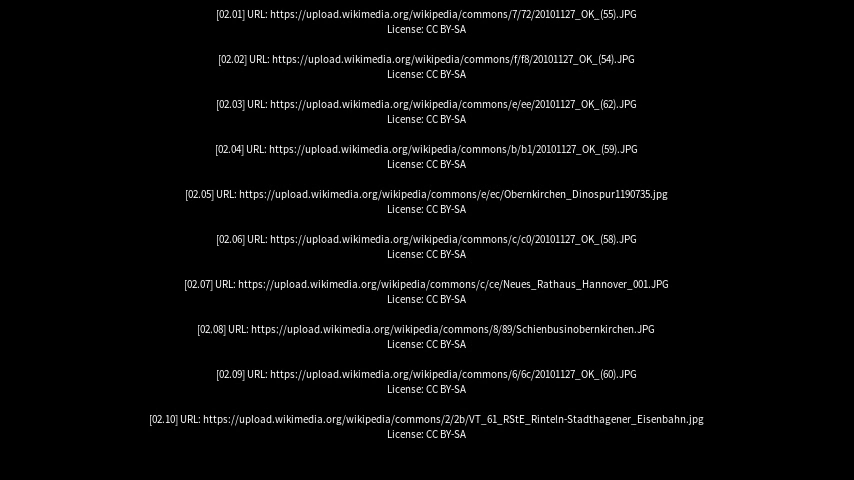 [02.01] URL: https://upload.wikimedia.org/wikipedia/commons/7/72/20101127_OK_(55).JPG
License: CC BY-SA
[02.02] URL: https://upload.wikimedia.org/wikipedia/commons/f/f8/20101127_OK_(54).JPG
License: CC BY-SA
[02.03] URL: https://upload.wikimedia.org/wikipedia/commons/e/ee/20101127_OK_(62).JPG
License: CC BY-SA
[02.04] URL: https://upload.wikimedia.org/wikipedia/commons/b/b1/20101127_OK_(59).JPG
License: CC BY-SA
[02.05] URL: https://upload.wikimedia.org/wikipedia/commons/e/ec/Obernkirchen_Dinospur1190735.jpg
License: CC BY-SA
[02.06] URL: https://upload.wikimedia.org/wikipedia/commons/c/c0/20101127_OK_(58).JPG
License: CC BY-SA
[02.07] URL: https://upload.wikimedia.org/wikipedia/commons/c/ce/Neues_Rathaus_Hannover_001.JPG
License: CC BY-SA
[02.08] URL: https://upload.wikimedia.org/wikipedia/commons/8/89/Schienbusinobernkirchen.JPG
License: CC BY-SA
[02.09] URL: https://upload.wikimedia.org/wikipedia/commons/6/6c/20101127_OK_(60).JPG
License: CC BY-SA
[02.10] URL: https://upload.wikimedia.org/wikipedia/commons/2/2b/VT_61_RStE_Rinteln-Stadthagener_Eisenbahn.jpg
License: CC BY-SA